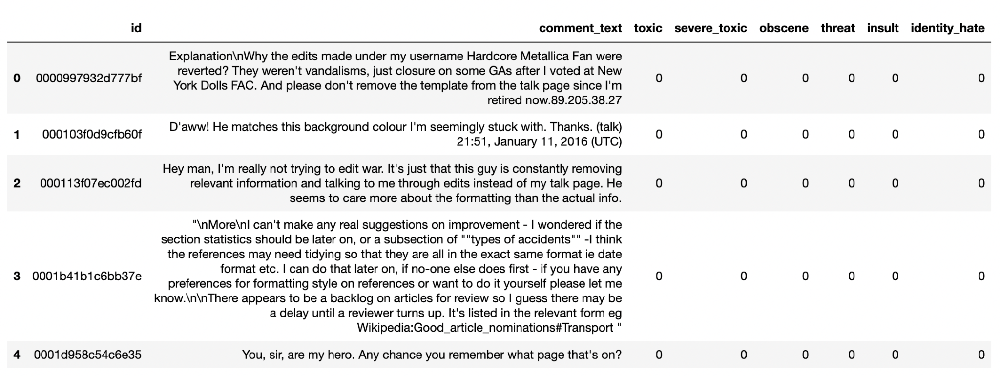 id comment_text toxic severe_toxic obscene threat insult identity_hate
Explanation\nWhy the edits made under my username Hardcore Metallica Fan were
reverted? They weren't vandalisms, just closure on some GAs after I voted at New
0 0000997932d777bf 0 0 0 0 0 0
York Dolls FAC. And please don't remove the template from the talk page since I'm
retired now.89.205.38.27
D'aww! He matches this background colour I'm seemingly stuck with. Thanks. (talk)
1 000103f0d9cfb60f 0 0 0 0 0 0
21:51, January 11, 2016 (UTC)
Hey man, I'm really not trying to edit war. It's just that this guy is constantly removing
2 000113f07ec002fd relevant information and talking to me through edits instead of my talk page. He 0 0 0 0 0 0
seems to care more about the formatting than the actual info.
"\nMore\nI can't make any real suggestions on improvement - I wondered if the
section statistics should be later on, or a subsection of ""types of accidents"" -I think
the references may need tidying so that they are all in the exact same format ie date
format etc. I can do that later on, if no-one else does first - if you have any
3 0001b41b1c6bb37e 0 0 0 0 0 0
preferences for formatting style on references or want to do it yourself please let me
know.\n\nThere appears to be a backlog on articles for review so I guess there may be
a delay until a reviewer turns up. It's listed in the relevant form eg
Wikipedia:Good_article_nominations#Transport "
4 0001d958c54c6e35 You, sir, are my hero. Any chance you remember what page that's on? 0 0 0 0 0 0